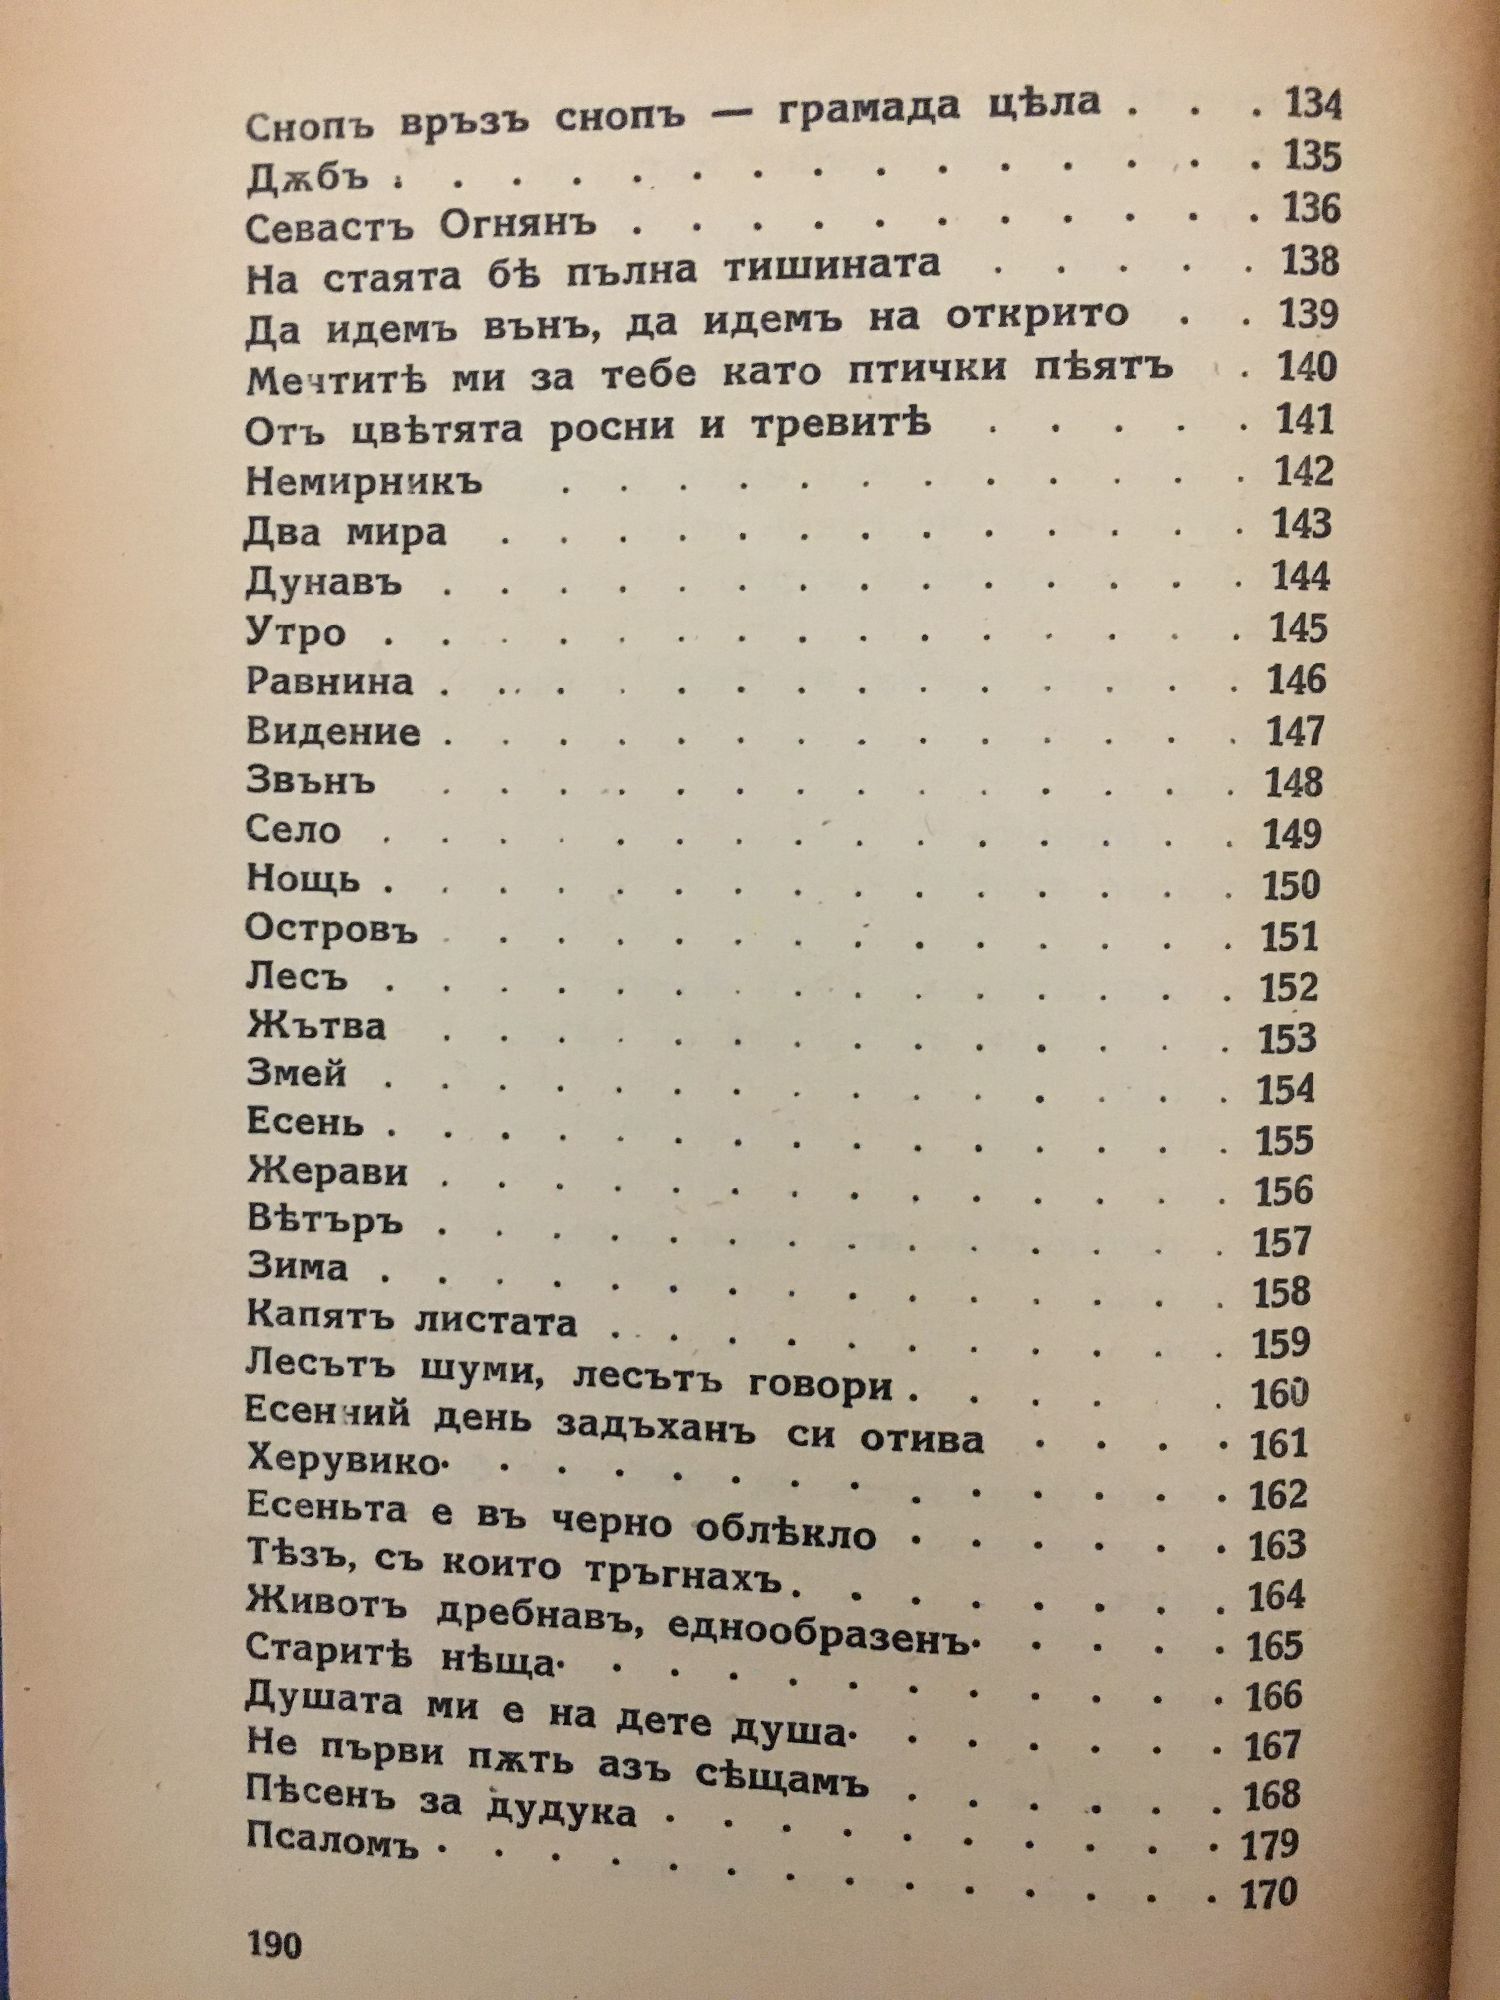 Снопъ връзъ снопъ — грамада цѣла . . . 134
Дѫбъ . . . . . . . . . . . . . . . 135
Севастъ Огнянъ . . . . . . . . . . . 136
На стаята бѣ пълна тишината . . . . . 138
Да идемъ вънъ, да идемъ на открито . . 139
Мечтитѣ ми за тебе като птички пѣятъ . 140
Отъ цвѣтята росни и тревитѣ . . . . . 141
Немирникъ . . . . . . . . . . . . 142
Два мира . . . . . . . . . . . . . 143
Дунавъ . . . . . . . . . . . . . . 144
Утро . . . . . . . . . . . . . . . 145
Равнина . . . . . . . . . . . . . . 146
Видение . . . . . . . . . . . . . . 147
Звънъ . . . . . . . . . . . . . . 148
Село . . . . . . . . . . . . . . . 149
Нощь . . . . . . . . . . . . . . . 150
Островъ . . . . . . . . . . . . . . 151
Лесъ . . . . . . . . . . . . . . . 152
Жътва . . . . . . . . . . . . . . 153
Змей . . . . . . . . . . . . . . . 154
Есень . . . . . . . . . . . . . . . 155
Жерави . . . . . . . . . . . . . . 156
Вѣтъръ . . . . . . . . . . . . . . 157
Зима . . . . . . . . . . . . . . . 158
Капятъ листата . . . . . . . . . . . 159
Лесътъ шуми, лесътъ говори . . . . . 160
Есенний день задъханъ си отива . . . . 161
Херувико . . . . . . . . . . . . . . 162
Есеньта е въ черно облѣкло . . . . . . 163
Тѣзъ, съ които тръгнахъ . . . . . . . . 164
Животъ дребнавъ, еднообразенъ . . . . . 165
Старитѣ нѣща . . . . . . . . . . . . 166
Душата ми е на дете душа . . . . . . . 167
Не първи пѫть азъ сѣщамъ . . . . . . 168
Пѣсень за дудука . . . . . . . . . . 179
Псаломъ . . . . . . . . . . . . . . 170
190